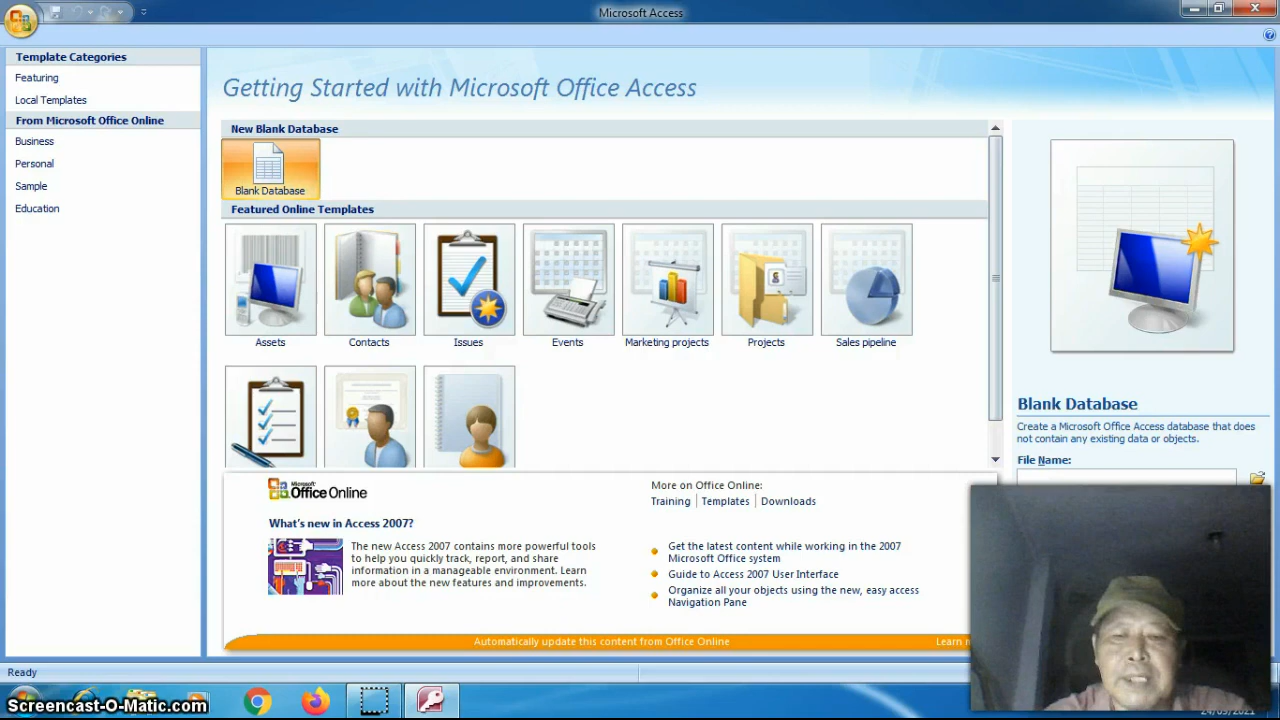 Microsoft Access
Template Categories
Featuring
Local Templates
From Microsoft Office Online
Business
Personal
Sample
Education
Getting Started with Microsoft Office Access
New Blank Database
Blank Database
Featured Online Templates
Assets
Contacts
Issues
Events
Marketing projects
Projects
Sales pipeline
Microsoft
Office Online
What's new in Access 2007?
The new Access 2007 contains more powerful tools
to help you quickly track, report, and share
information in a manageable environment. Learn
more about the new features and improvements.
More on Office Online:
Training
Templates
Downloads
Get the latest content while working in the 2007
Microsoft Office system
Guide to Access 2007 User Interface
Organize all your objects using the new, easy access
Navigation Pane
Automatically update this content from Office Online
Learn
Blank Database
Create a Microsoft Office Access database that does
not contain any existing data or objects.
File Name:
Ready
Screencast-O-Matic.com